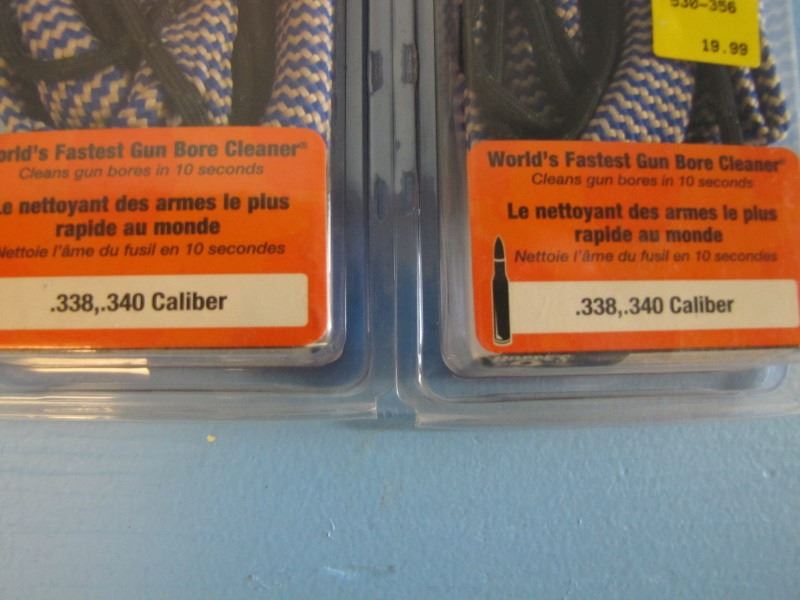 orld's Fastest Gun Bore Cleaner®
Cleans gun bores in 10 seconds
Le nettoyant des armes le plus
rapide au monde
Nettoie l'âme du fusil en 10 secondes
.338,.340 Caliber
530-356
19.99
World's Fastest Gun Bore Cleaner®
Cleans gun bores in 10 seconds
Le nettoyant des armes le plus
rapide au monde
Nettoie l'âme du fusil en 10 secondes
.338,.340 Caliber